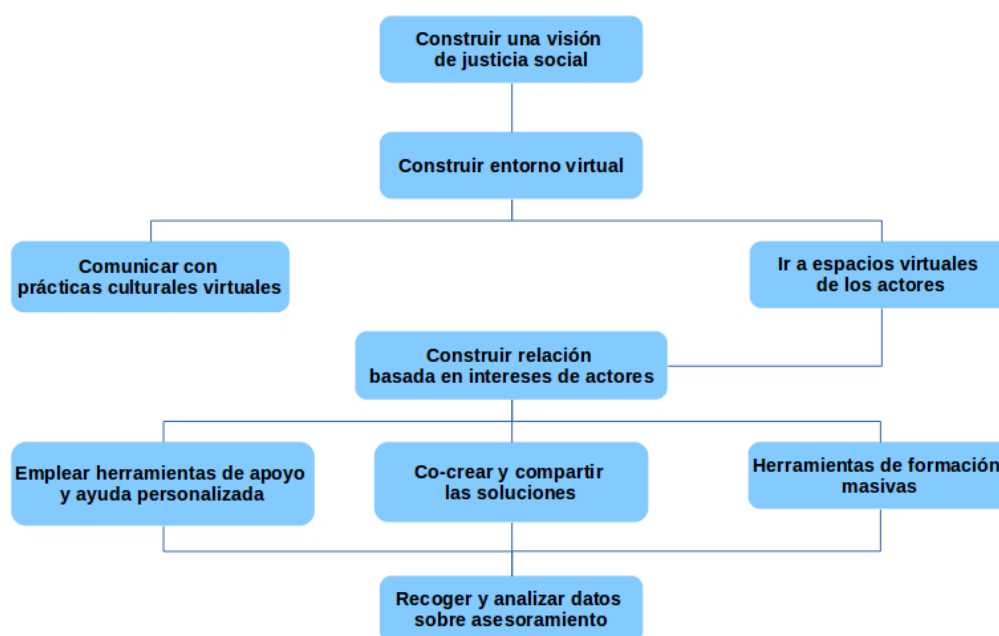 Construir una visión
de justicia social
Construir entorno virtual
Comunicar con
prácticas culturales virtuales
Ir a espacios virtuales
de los actores
Construir relación
basada en intereses de actores
Emplear herramientas de apoyo
y ayuda personalizada
Co-crear y compartir
las soluciones
Herramientas de formación
masivas
Recoger y analizar datos
sobre asesoramiento